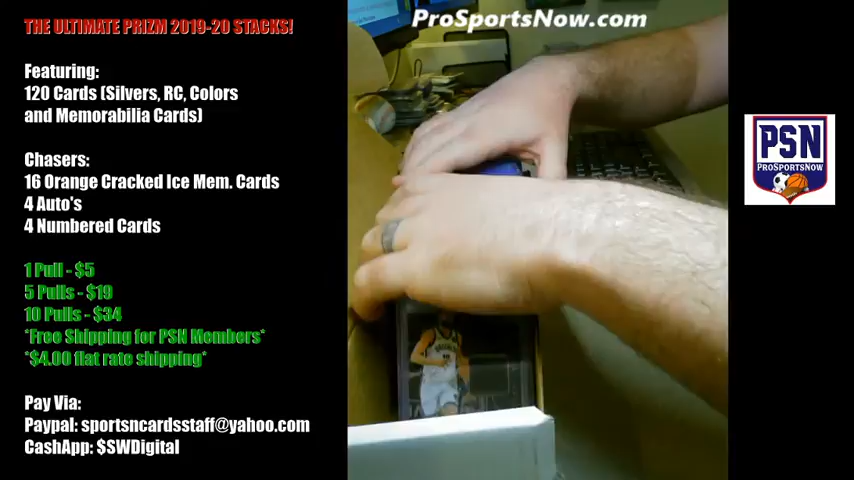 THE ULTIMATE PRIZM 2019-20 STACKS!
ProSportsNow.com
Featuring:
120 Cards (Silvers, RC, Colors
and Memorabilia Cards)
Chasers:
16 Orange Cracked Ice Mem. Cards
4 Auto's
4 Numbered Cards
1 Pull - $5
5 Pulls - $19
10 Pulls - $34
*Free Shipping for PSN Members*
*$4.00 flat rate shipping*
Pay Via:
Paypal: sportsncardsstaff@yahoo.com
CashApp: $SWDigital
PSN
PROSPORTSNOW